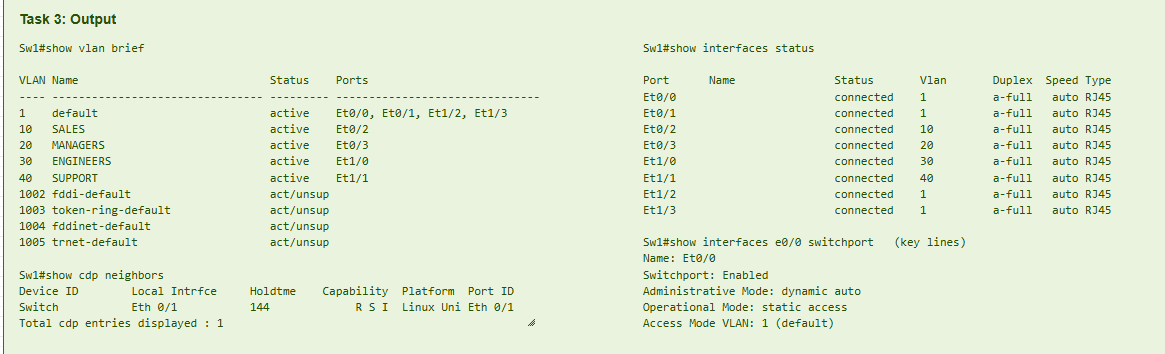 Task 3: Output
Sw1#show vlan brief
VLAN Name                             Status    Ports
---- -------------------------------- --------- -------------------------------
1    default                          active    Et0/0, Et0/1, Et1/2, Et1/3
10   SALES                            active    Et0/2
20   MANAGERS                         active    Et0/3
30   ENGINEERS                        active    Et1/0
40   SUPPORT                          active    Et1/1
1002 fddi-default                     act/unsup
1003 token-ring-default               act/unsup
1004 fddinet-default                  act/unsup
1005 trnet-default                    act/unsup
Sw1#show cdp neighbors
Device ID        Local Intrfce     Holdtme    Capability  Platform  Port ID
Switch           Eth 0/1           144             R S I  Linux Uni Eth 0/1
Total cdp entries displayed : 1
Sw1#show interfaces status
Port      Name               Status       Vlan       Duplex  Speed Type
Et0/0                        connected    1          a-full   auto RJ45
Et0/1                        connected    1          a-full   auto RJ45
Et0/2                        connected    10         a-full   auto RJ45
Et0/3                        connected    20         a-full   auto RJ45
Et1/0                        connected    30         a-full   auto RJ45
Et1/1                        connected    40         a-full   auto RJ45
Et1/2                        connected    1          a-full   auto RJ45
Et1/3                        connected    1          a-full   auto RJ45
Sw1#show interfaces e0/0 switchport   (key lines)
Name: Et0/0
Switchport: Enabled
Administrative Mode: dynamic auto
Operational Mode: static access
Access Mode VLAN: 1 (default)